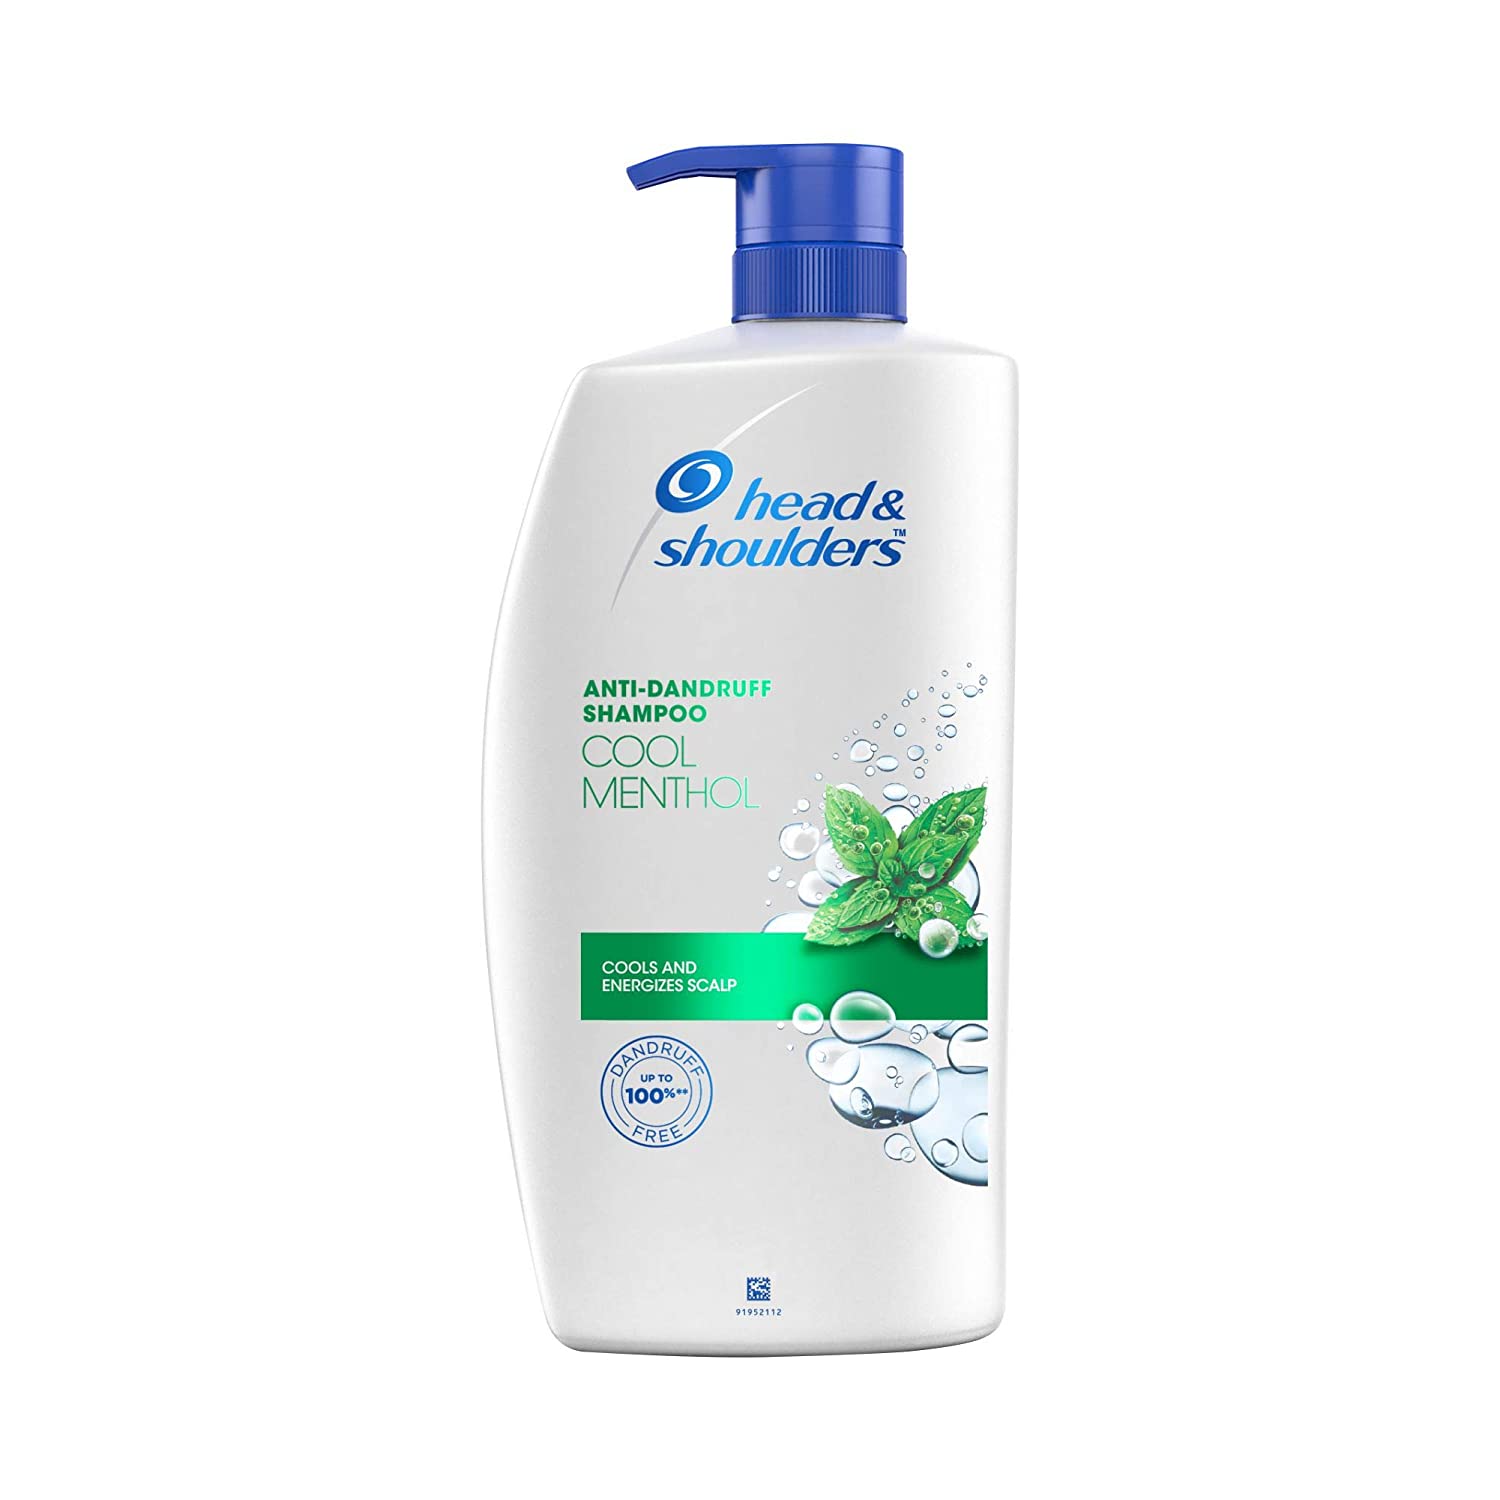 head &
shoulders™
ANTI-DANDRUFF
SHAMPOO
COOL
MENTHOL
COOLS AND
ENERGIZES SCALP
DANDRUFF
UP TO
100%**
FREE
91952112